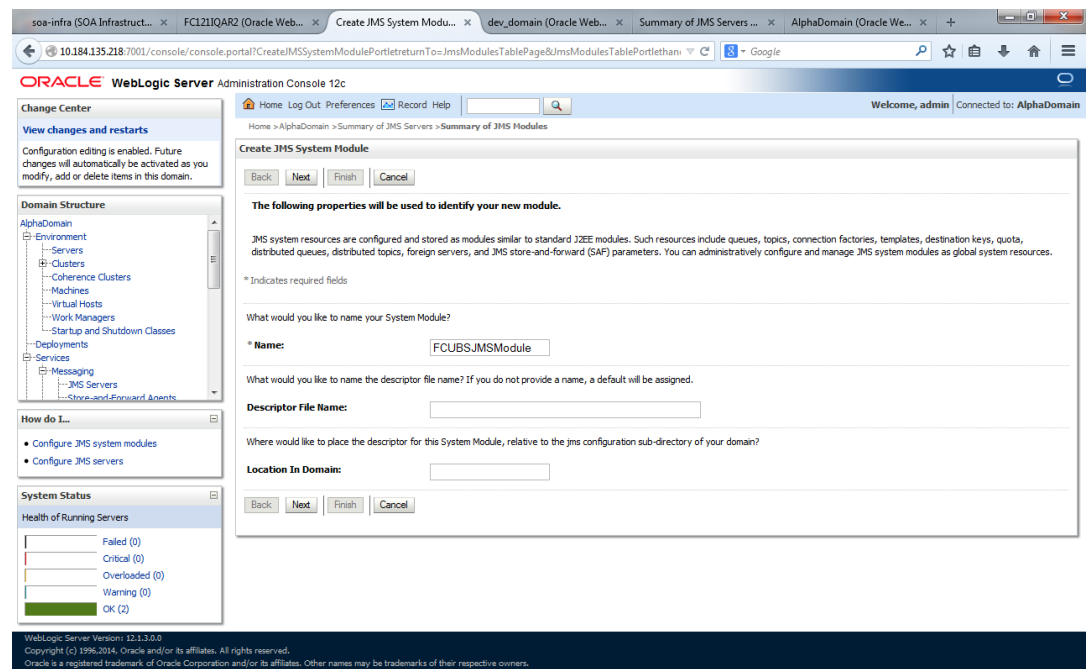 soa-infra (SOA Infrastruct... × FC121IQAR2 (Oracle Web... × Create JMS System Modu... × dev_domain (Oracle Web... × Summary of JMS Servers ... × AlphaDomain (Oracle We... × +
10.184.135.218:7001/console/console.portal?CreateJMSSystemModulePortletreturnTo=JmsModulesTablePage&JmsModulesTablePortlethan Google
ORACLE WebLogic Server Administration Console 12c
Change Center
View changes and restarts
Configuration editing is enabled. Future
changes will automatically be activated as you
modify, add or delete items in this domain.
Domain Structure
AlphaDomain
Environment
Servers
Clusters
Coherence Clusters
Machines
Virtual Hosts
Work Managers
Startup and Shutdown Classes
Deployments
Services
Messaging
JMS Servers
Store-and-Forward Agents
How do I...
• Configure JMS system modules
• Configure JMS servers
System Status
Health of Running Servers
Failed (0)
Critical (0)
Overloaded (0)
Warning (0)
OK (2)
Home Log Out Preferences Record Help
Welcome, admin Connected to: AlphaDomain
Home >AlphaDomain >Summary of JMS Servers >Summary of JMS Modules
Create JMS System Module
Back Next Finish Cancel
The following properties will be used to identify your new module.
JMS system resources are configured and stored as modules similar to standard J2EE modules. Such resources include queues, topics, connection factories, templates, destination keys, quota,
distributed queues, distributed topics, foreign servers, and JMS store-and-forward (SAF) parameters. You can administratively configure and manage JMS system modules as global system resources.
* Indicates required fields
What would you like to name your System Module?
* Name: FCUBSJMSModule
What would you like to name the descriptor file name? If you do not provide a name, a default will be assigned.
Descriptor File Name:
Where would like to place the descriptor for this System Module, relative to the jms configuration sub-directory of your domain?
Location In Domain:
Back Next Finish Cancel
WebLogic Server Version: 12.1.3.0.0
Copyright (c) 1996,2014, Oracle and/or its affiliates. All rights reserved.
Oracle is a registered trademark of Oracle Corporation and/or its affiliates. Other names may be trademarks of their respective owners.